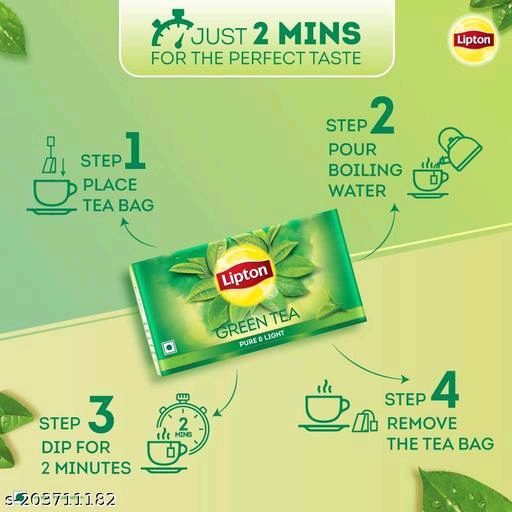 JUST 2 MINS
FOR THE PERFECT TASTE
Lipton
STEP 1
PLACE
TEA BAG
STEP 2
POUR
BOILING
WATER
Lipton
GREEN TEA
PURE & LIGHT
STEP 3
DIP FOR
2 MINUTES
2
MINS
STEP 4
REMOVE
THE TEA BAG
s-203711182